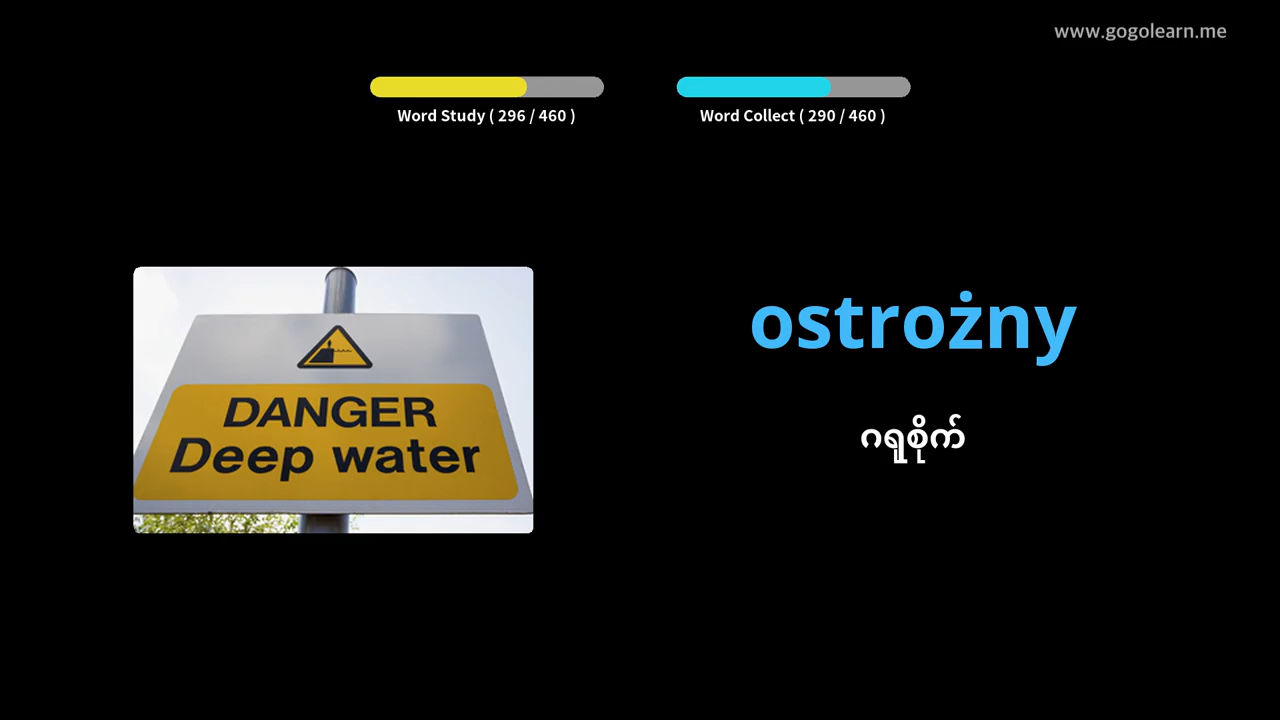 www.gogolearn.me
Word Study ( 296 / 460 )
Word Collect ( 290 / 460 )
DANGER
Deep water
ostrożny
ဂရုစိုက်